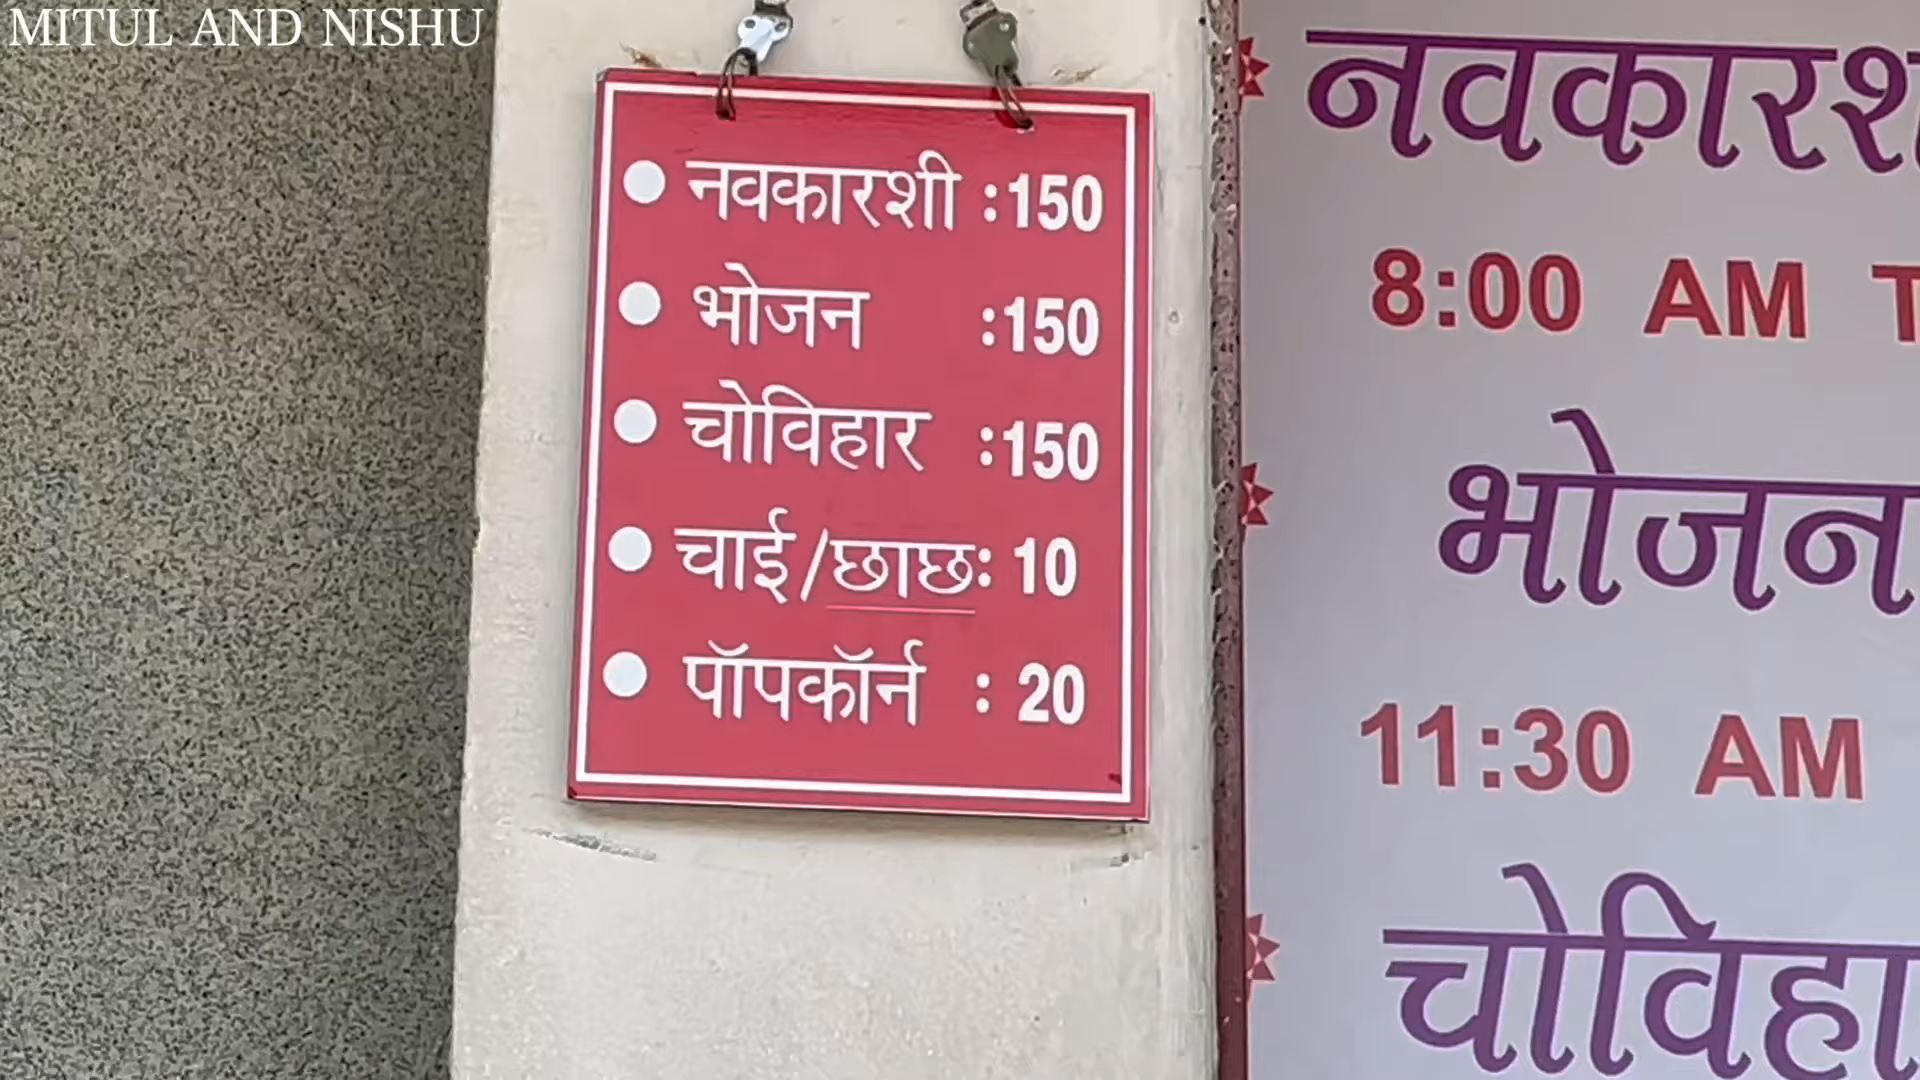 MITUL AND NISHU
नवकारशी :150
भोजन :150
चोविहार :150
चाई/छाछ: 10
पॉपकॉर्न : 20
8:00 AM
भोजन
11:30 AM